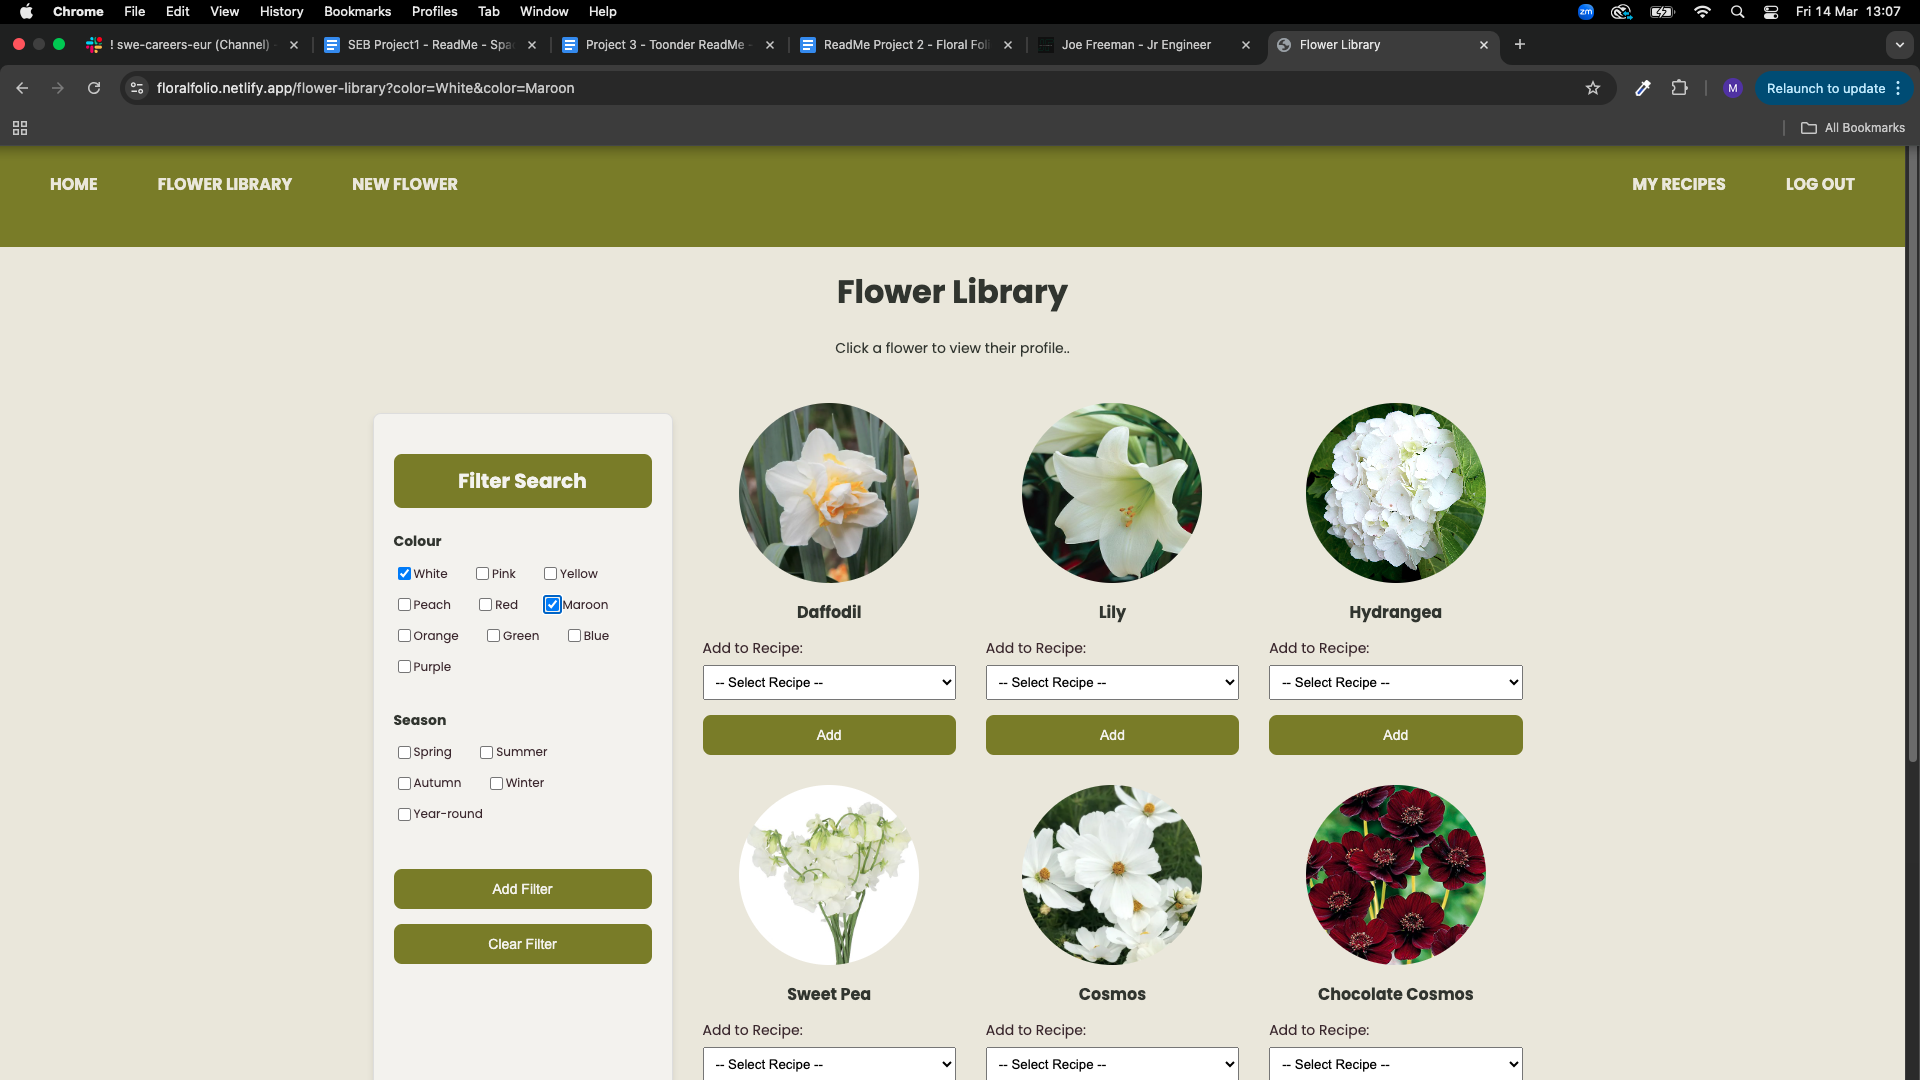 Chrome File Edit View History Bookmarks Profiles Tab Window Help
zm
Fri 14 Mar 13:07
! swe-careers-eur (Channel)
SEB Project1 - ReadMe - Spa
Project 3 - Toonder ReadMe -
ReadMe Project 2 - Floral Foli
Joe Freeman - Jr Engineer
Flower Library
floralfolio.netlify.app/flower-library?color=White&color=Maroon
M
Relaunch to update
All Bookmarks
HOME FLOWER LIBRARY NEW FLOWER MY RECIPES LOG OUT
Flower Library
Click a flower to view their profile..
Filter Search
Colour
White Pink Yellow
Peach Red Maroon
Orange Green Blue
Purple
Season
Spring Summer
Autumn Winter
Year-round
Add Filter
Clear Filter
Daffodil Lily Hydrangea
Add to Recipe: Add to Recipe: Add to Recipe:
-- Select Recipe -- -- Select Recipe -- -- Select Recipe --
Add Add Add
Sweet Pea Cosmos Chocolate Cosmos
Add to Recipe: Add to Recipe: Add to Recipe:
-- Select Recipe -- -- Select Recipe -- -- Select Recipe --